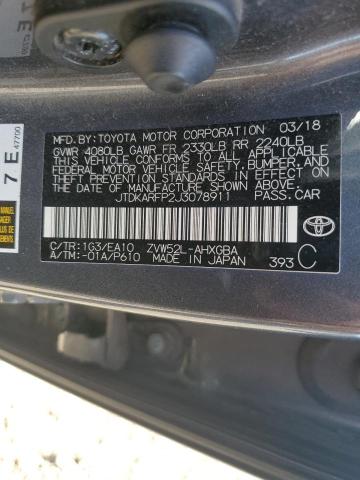 MFD. BY: TOYOTA MOTOR CORPORATION 03/18
GVWR 4080LB GAWR FR 2330LB RR 2240LB
THIS VEHICLE CONFORMS TO ALL APPLICABLE
FEDERAL MOTOR VEHICLE SAFETY, BUMPER, AND
THEFT PREVENTION STANDARDS IN EFFECT ON THE
DATE OF MANUFACTURE SHOWN ABOVE.
JTDKARFP2J3078911 PASS.CAR
C/TR:1G3/EA10 ZVW52L-AHXGBA
A/TM:-01A/P610 MADE IN JAPAN 393 C
TOYOTA
7 E 47700